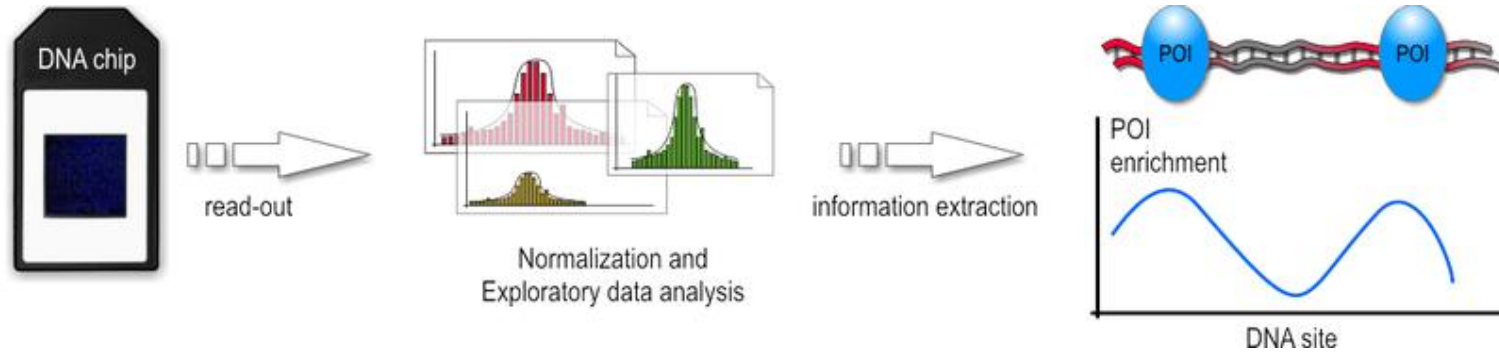 DNA chip
read-out
Normalization and
Exploratory data analysis
information extraction
POI
POI
POI
enrichment
DNA site